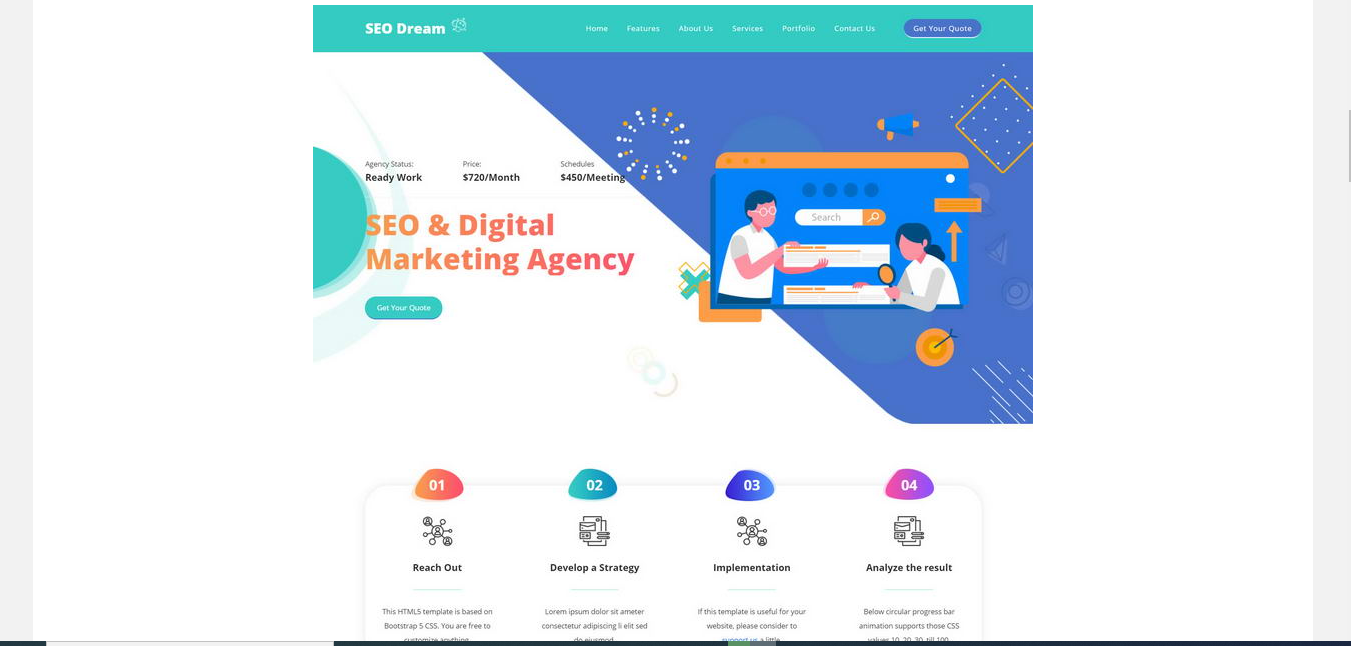 SEO Dream
Home Features About Us Services Portfolio Contact Us Get Your Quote
Agency Status: Price: Schedules
Ready Work $720/Month $450/Meeting
SEO & Digital
Marketing Agency
Get Your Quote
Search
01 02 03 04
Reach Out Develop a Strategy Implementation Analyze the result
This HTML5 template is based on Lorem ipsum dolor sit ameter If this template is useful for your Below circular progress bar
Bootstrap 5 CSS. You are free to consectetur adipiscing li elit sed website, please consider to animation supports those CSS
customize anything. do eiusmod. support us a little. values 10, 20, 30, till 100.